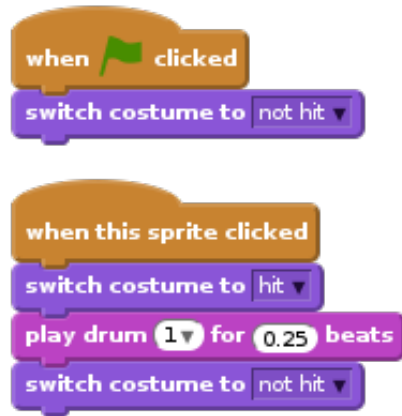 when clicked
switch costume to not hit
when this sprite clicked
switch costume to hit
play drum 1 for 0.25 beats
switch costume to not hit